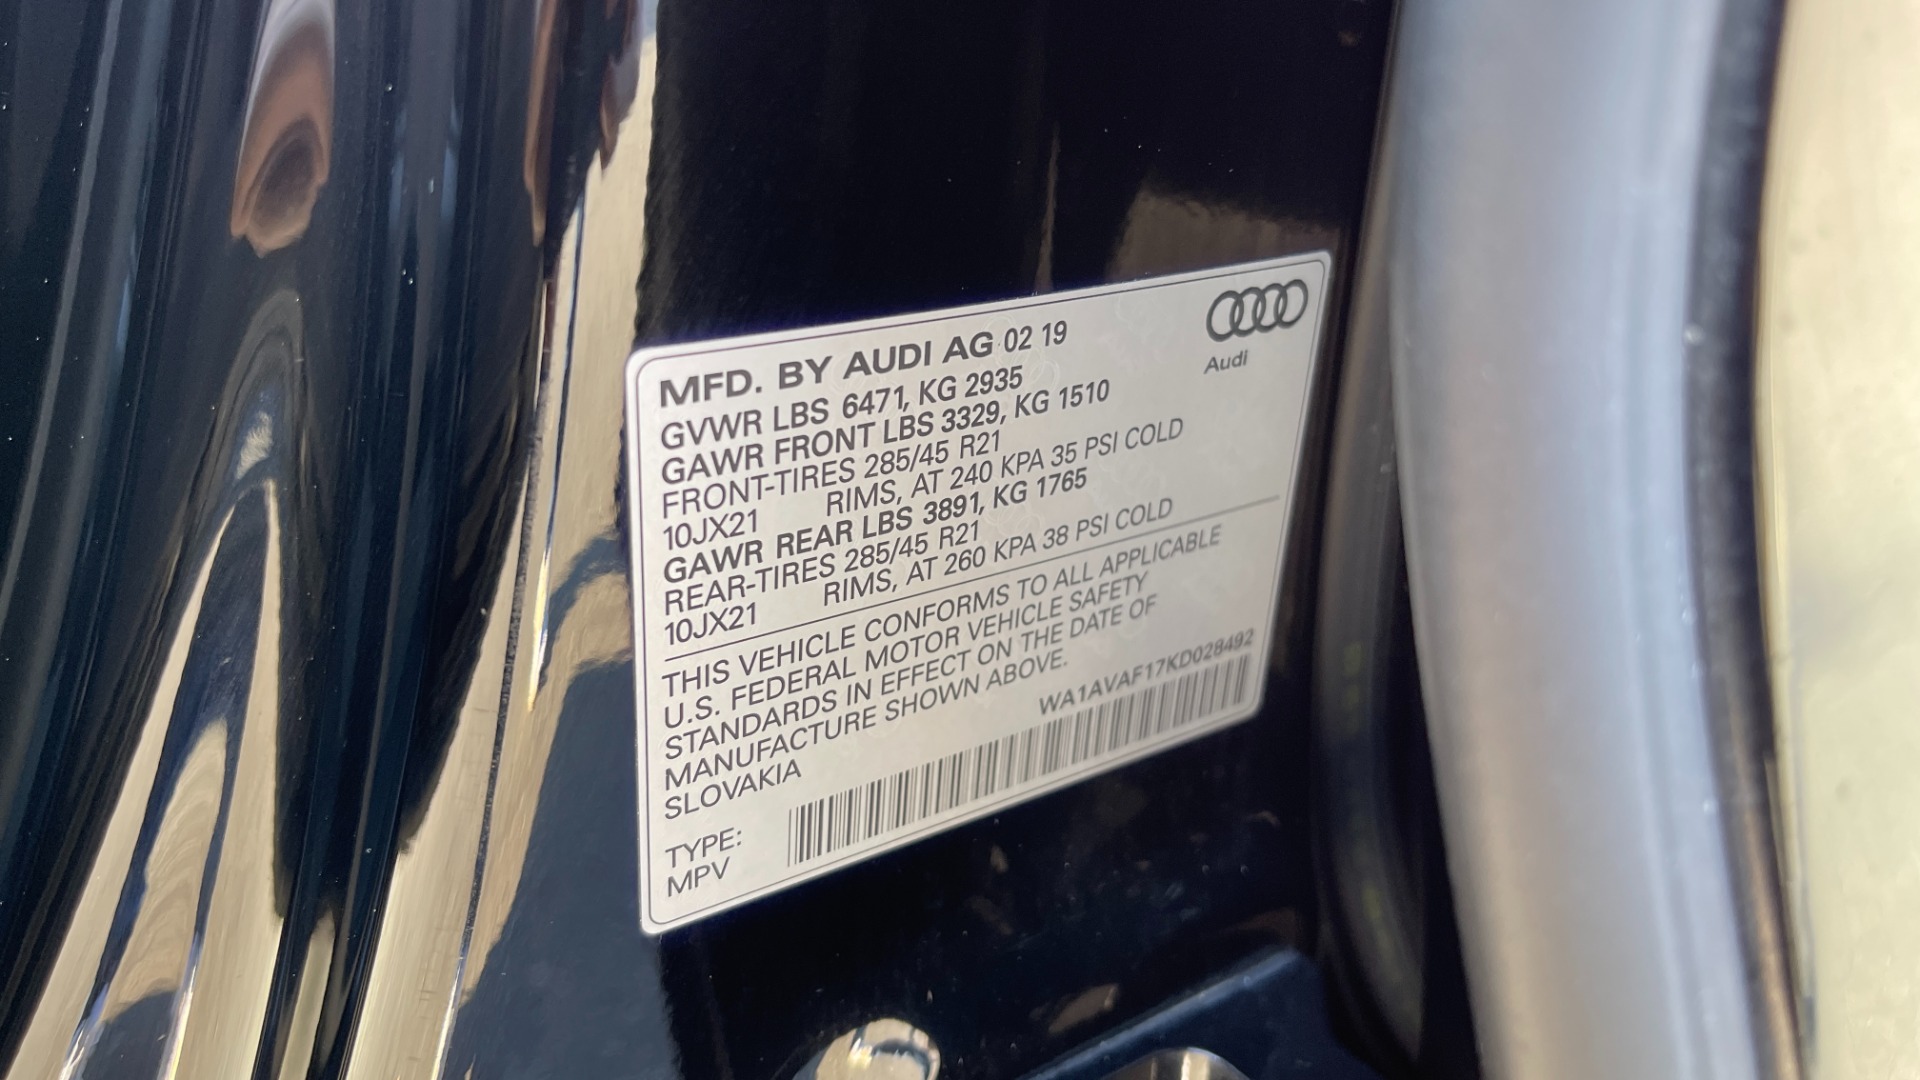 MFD. BY AUDI AG 02 19
Audi
GVWR LBS 6471, KG 2935
GAWR FRONT LBS 3329, KG 1510
FRONT-TIRES 285/45 R21
10JX21 RIMS, AT 240 KPA 35 PSI COLD
GAWR REAR LBS 3891, KG 1765
REAR-TIRES 285/45 R21
10JX21 RIMS, AT 260 KPA 38 PSI COLD
THIS VEHICLE CONFORMS TO ALL APPLICABLE
U.S. FEDERAL MOTOR VEHICLE SAFETY
STANDARDS IN EFFECT ON THE DATE OF
MANUFACTURE SHOWN ABOVE.
SLOVAKIA
WA1AVAF17KD028492
TYPE:
MPV